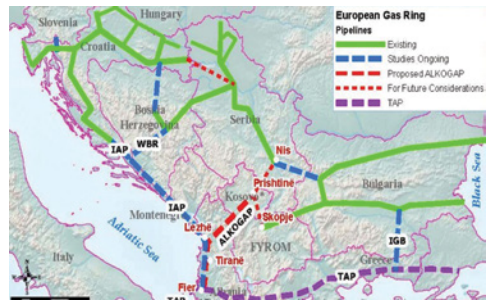 European Gas Ring
Pipelines
Existing
Studies Ongoing
Proposed ALKOGAP
For Future Considerations
TAP
Slovenia
Hungary
Croatia
Bosnia
Herzegovina
WBR
IAP
Serbia
Nis
Prishtinë
Kosovo
Bulgaria
Black Sea
Adriatic Sea
IAP
Montenegro
Lezhë
ALKOGAP
Skopje
FYROM
IGB
Italy
Tiranë
Greece
TAP
Fier
Albania
TAP